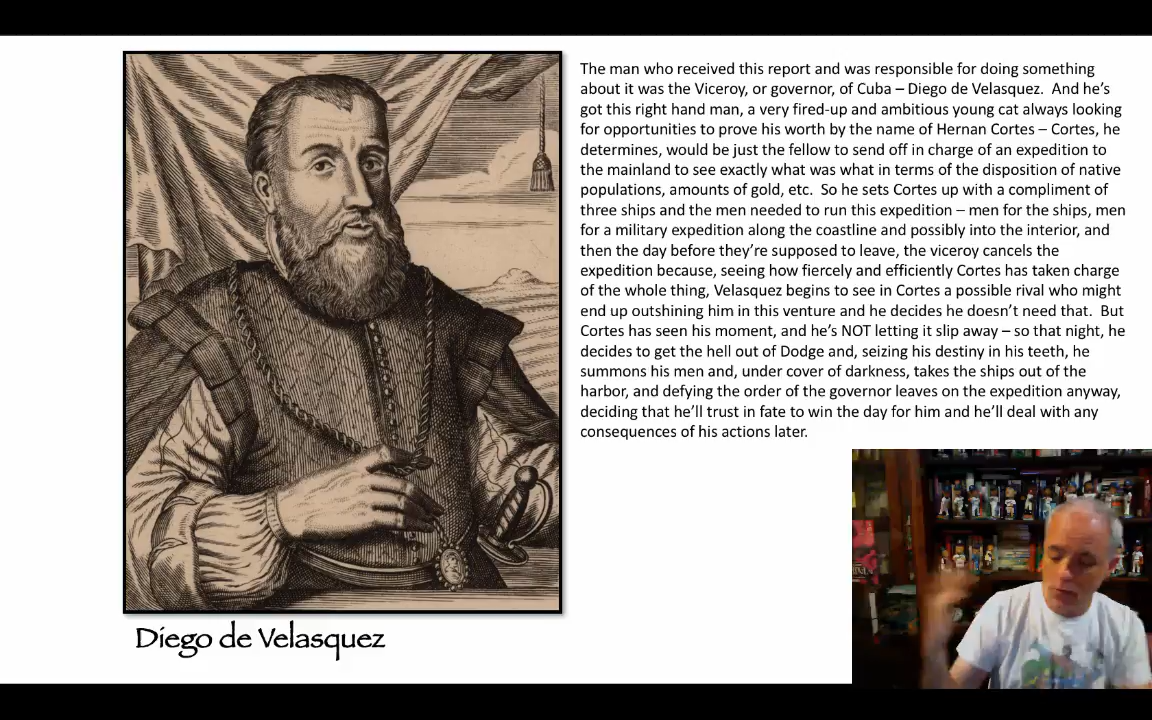 The man who received this report and was responsible for doing something
about it was the Viceroy, or governor, of Cuba – Diego de Velasquez.  And he's
got this right hand man, a very fired-up and ambitious young cat always looking
for opportunities to prove his worth by the name of Hernan Cortes – Cortes, he
determines, would be just the fellow to send off in charge of an expedition to
the mainland to see exactly what was what in terms of the disposition of native
populations, amounts of gold, etc.  So he sets Cortes up with a compliment of
three ships and the men needed to run this expedition – men for the ships, men
for a military expedition along the coastline and possibly into the interior, and
then the day before they're supposed to leave, the viceroy cancels the
expedition because, seeing how fiercely and efficiently Cortes has taken charge
of the whole thing, Velasquez begins to see in Cortes a possible rival who might
end up outshining him in this venture and he decides he doesn't need that.  But
Cortes has seen his moment, and he's NOT letting it slip away – so that night, he
decides to get the hell out of Dodge and, seizing his destiny in his teeth, he
summons his men and, under cover of darkness, takes the ships out of the
harbor, and defying the order of the governor leaves on the expedition anyway,
deciding that he'll trust in fate to win the day for him and he'll deal with any
consequences of his actions later.
Diego de Velasquez